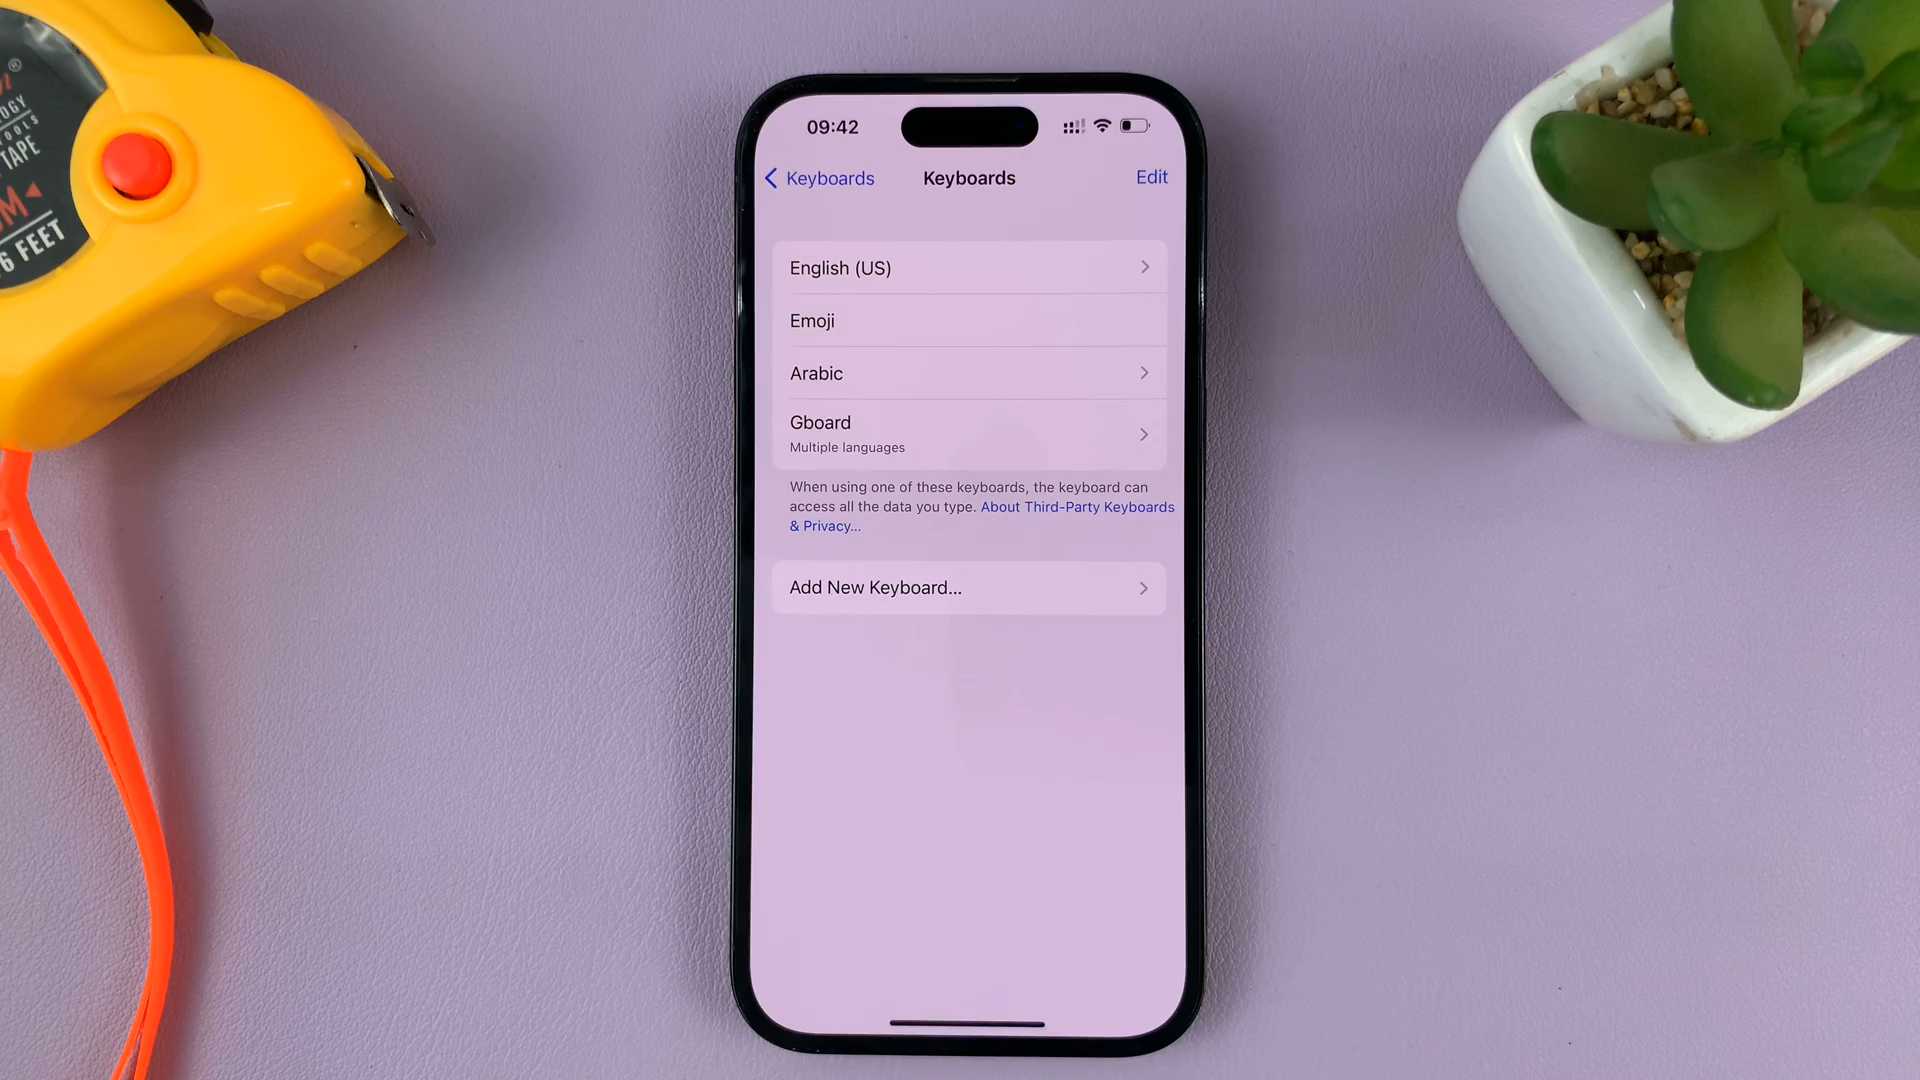 TAPE
6 FEET
09:42
Keyboards
Keyboards
Edit
English (US)
Emoji
Arabic
Gboard
Multiple languages
When using one of these keyboards, the keyboard can
access all the data you type. About Third-Party Keyboards
& Privacy...
Add New Keyboard...